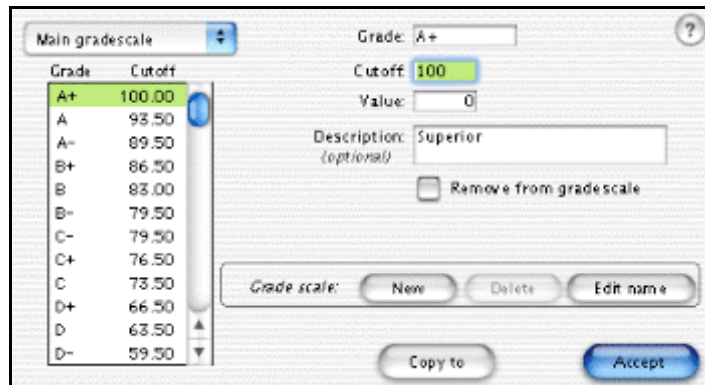 Main gradescale
Grade Cutoff
A+ 100.00
A 93.50
A- 89.50
B+ 86.50
B 83.00
B- 79.50
C- 79.50
C+ 76.50
C 73.50
D+ 66.50
D 63.50
D- 59.50
Grade: A+
?
Cutoff: 100
Value: 0
Description: Superior
(optional)
Remove from gradescale
Grade scale: New Delete Edit name
Copy to Accept